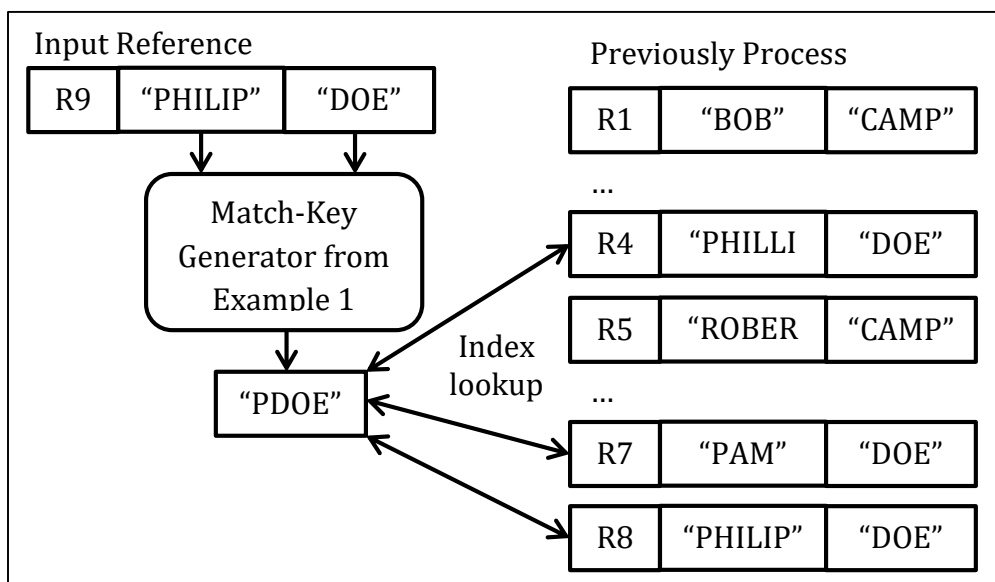 Input Reference
R9 “PHILIP” “DOE”
Match-Key
Generator from
Example 1
“PDOE”
Index
lookup
Previously Process
R1 “BOB” “CAMP”
...
R4 “PHILLI “DOE”
R5 “ROBER “CAMP”
...
R7 “PAM” “DOE”
R8 “PHILIP” “DOE”